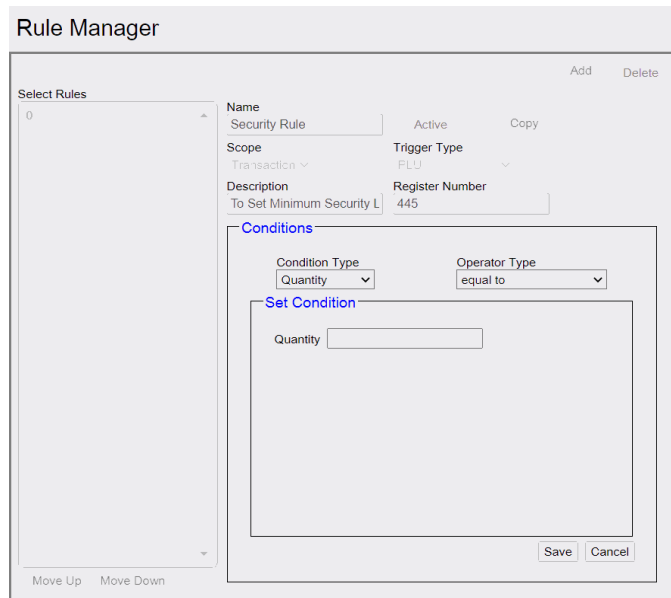 Rule Manager
Add Delete
Select Rules
0
Name
Security Rule Active Copy
Scope Trigger Type
Transaction PLU
Description Register Number
To Set Minimum Security L 445
Conditions
Condition Type Operator Type
Quantity equal to
Set Condition
Quantity
Save Cancel
Move Up Move Down